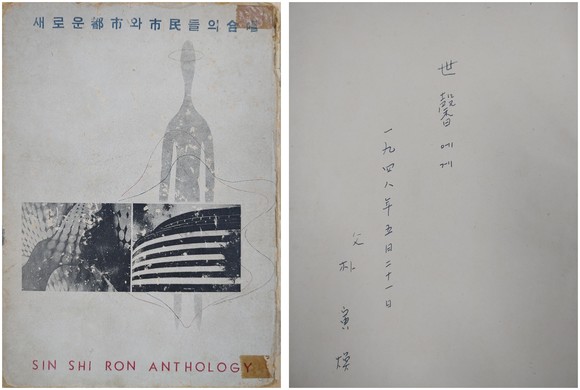 새로운 都市와 市民들의 合唱
SIN SHI RON ANTHOLOGY
世馨에게
一九四八年五月二十一日
父 朴寅煥